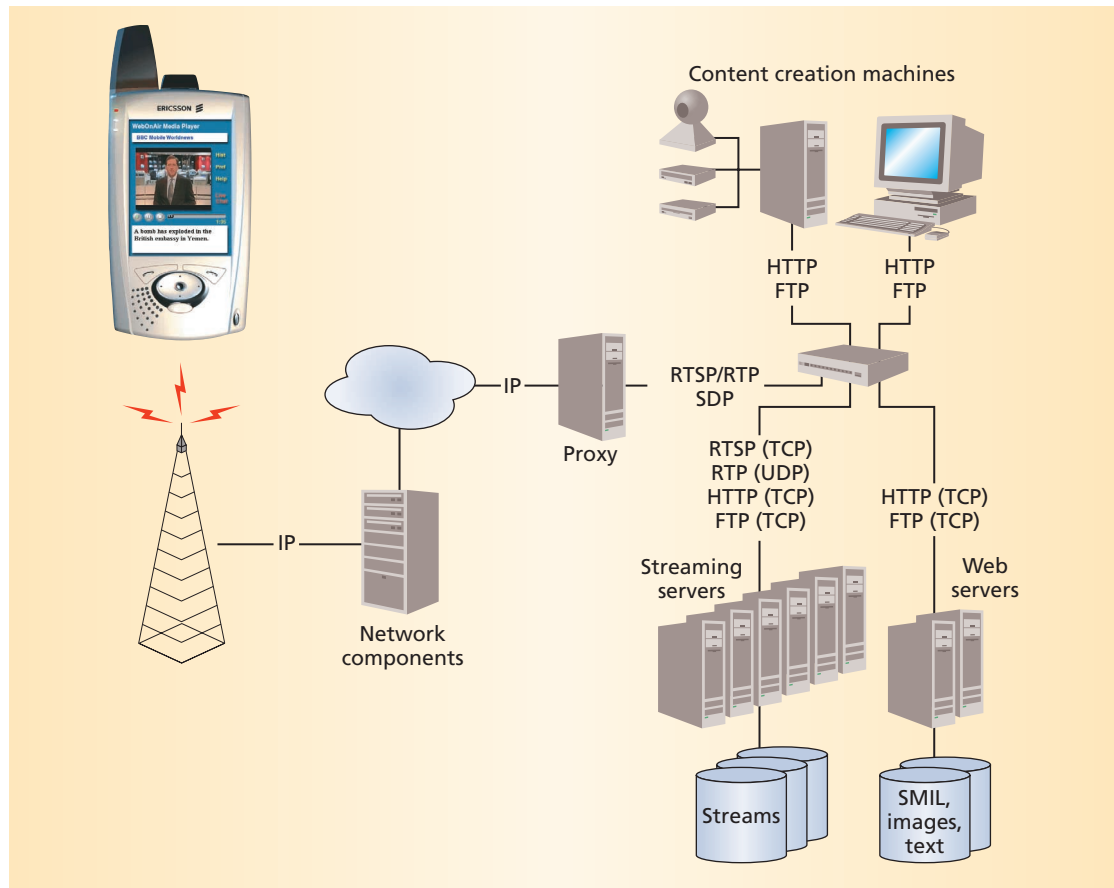 ERICSSON
WebOnAir Media Player
BBC Mobile Worldnews
Help
A bomb has exploded in the
British embassy in Yemen.
Content creation machines
HTTP
FTP
HTTP
FTP
IP
Proxy
RTSP/RTP
SDP
IP
Network
components
RTSP (TCP)
RTP (UDP)
HTTP (TCP)
FTP (TCP)
HTTP (TCP)
FTP (TCP)
Streaming
servers
Web
servers
Streams
SMIL,
images,
text